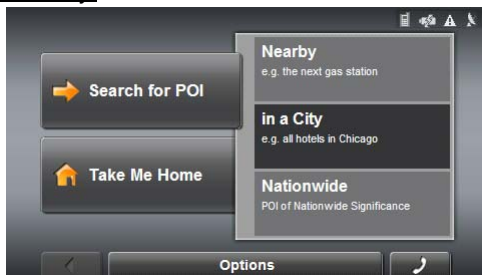 Search for POI
Take Me Home
Nearby
e.g. the next gas station
in a City
e.g. all hotels in Chicago
Nationwide
POI of Nationwide Significance
Options